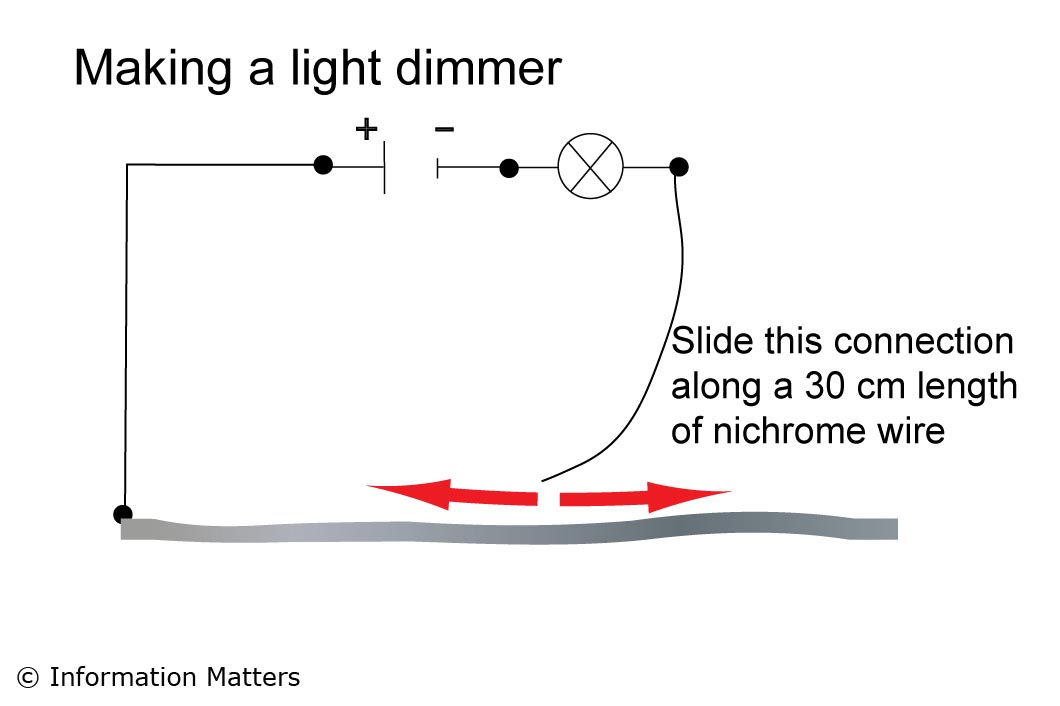 Making a light dimmer
+ −
Slide this connection
along a 30 cm length
of nichrome wire
© Information Matters